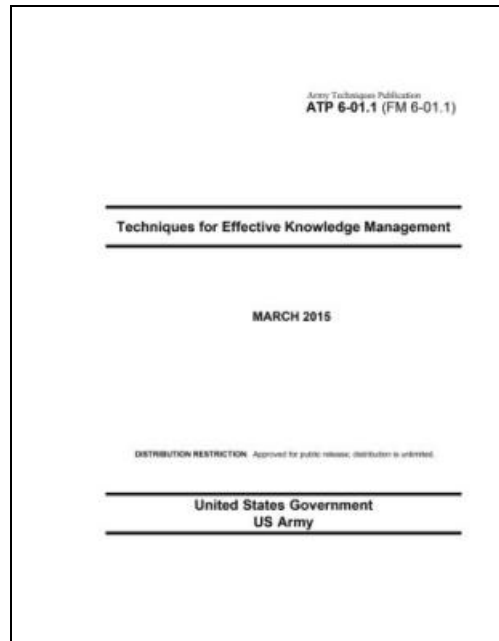 Army Techniques Publication
ATP 6-01.1 (FM 6-01.1)
Techniques for Effective Knowledge Management
MARCH 2015
DISTRIBUTION RESTRICTION Approved for public release; distribution is unlimited.
United States Government
US Army